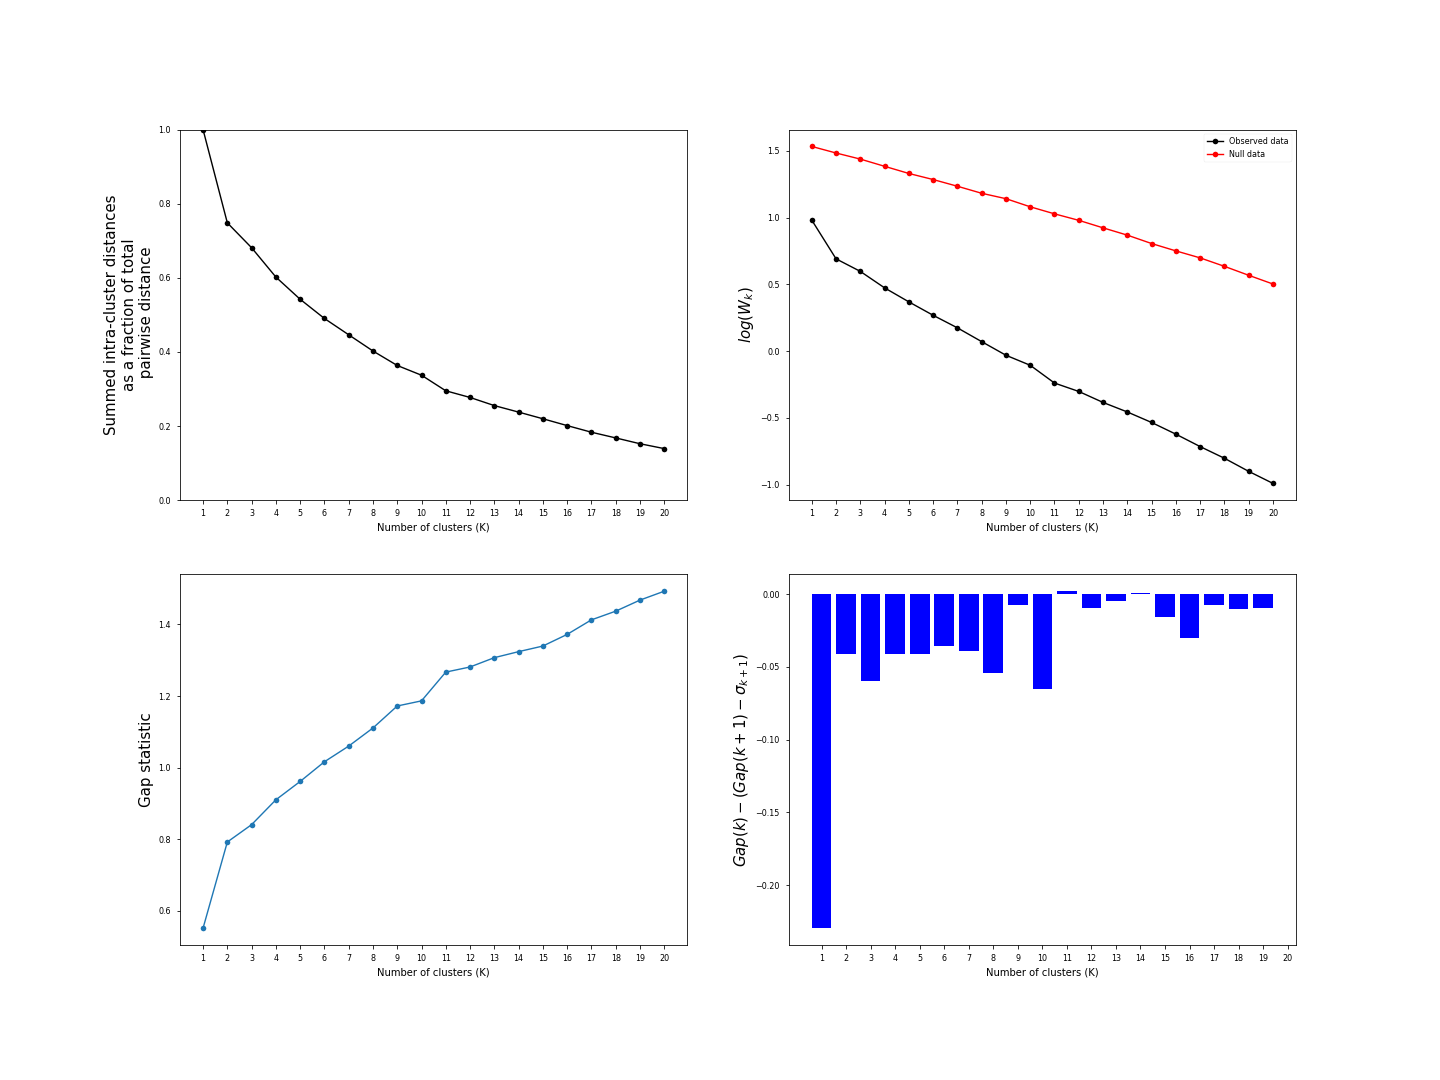 Summed intra-cluster distances
as a fraction of total
pairwise distance
1.0
0.8
0.6
0.4
0.2
0.0
1 2 3 4 5 6 7 8 9 10 11 12 13 14 15 16 17 18 19 20
Number of clusters (K)
log(W_k)
1.5
1.0
0.5
0.0
−0.5
−1.0
Observed data
Null data
1 2 3 4 5 6 7 8 9 10 11 12 13 14 15 16 17 18 19 20
Number of clusters (K)
Gap statistic
1.4
1.2
1.0
0.8
0.6
1 2 3 4 5 6 7 8 9 10 11 12 13 14 15 16 17 18 19 20
Number of clusters (K)
Gap(k) − (Gap(k + 1) − σ_{k+1})
0.00
−0.05
−0.10
−0.15
−0.20
1 2 3 4 5 6 7 8 9 10 11 12 13 14 15 16 17 18 19 20
Number of clusters (K)